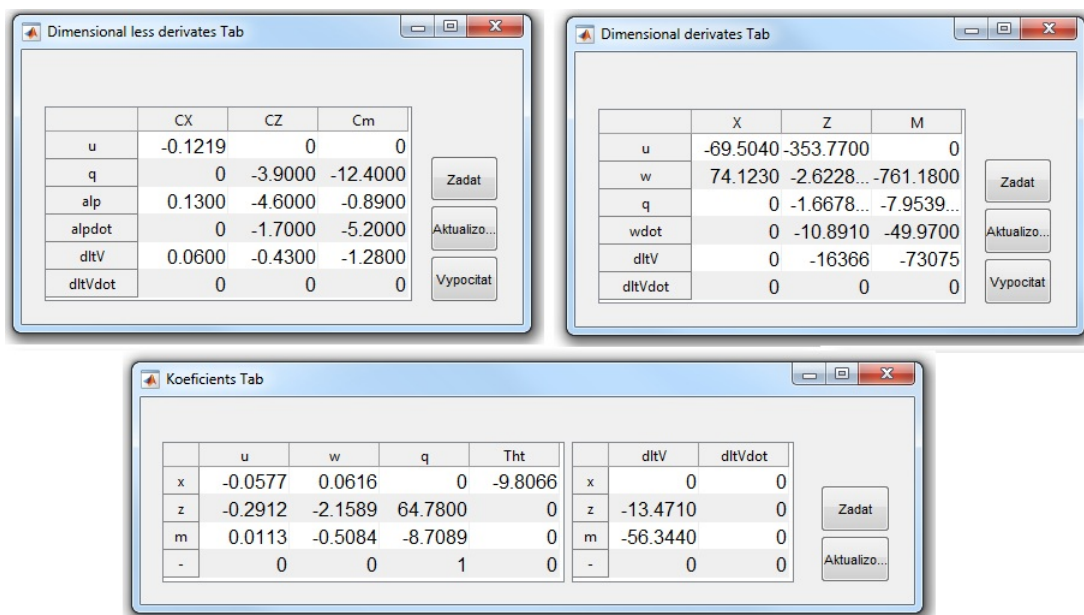 Dimensional less derivates Tab
CX CZ Cm
u -0.1219 0 0
q 0 -3.9000 -12.4000
alp 0.1300 -4.6000 -0.8900
alpdot 0 -1.7000 -5.2000
dltV 0.0600 -0.4300 -1.2800
dltVdot 0 0 0
Zadat
Aktualizo...
Vypocitat
Dimensional derivates Tab
X Z M
u -69.5040 -353.7700 0
w 74.1230 -2.6228... -761.1800
q 0 -1.6678... -7.9539...
wdot 0 -10.8910 -49.9700
dltV 0 -16366 -73075
dltVdot 0 0 0
Zadat
Aktualizo...
Vypocitat
Koeficients Tab
u w q Tht
x -0.0577 0.0616 0 -9.8066
z -0.2912 -2.1589 64.7800 0
m 0.0113 -0.5084 -8.7089 0
- 0 0 1 0
dltV dltVdot
x 0 0
z -13.4710 0
m -56.3440 0
- 0 0
Zadat
Aktualizo...